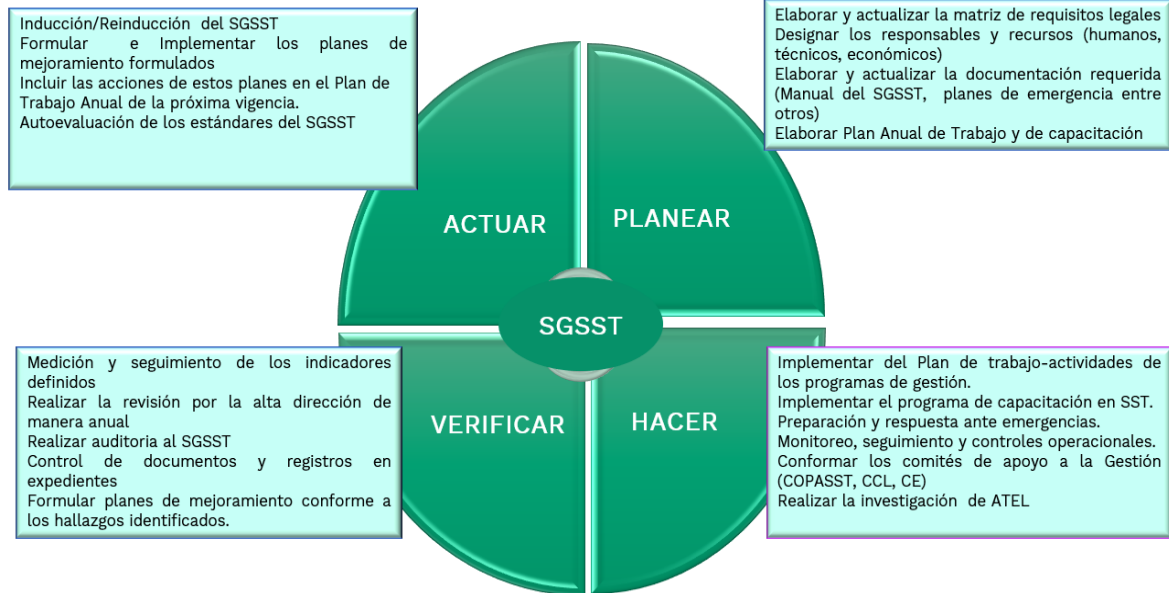 Inducción/Reinducción del SGSST
Formular e Implementar los planes de
mejoramiento formulados
Incluir las acciones de estos planes en el Plan de
Trabajo Anual de la próxima vigencia.
Autoevaluación de los estándares del SGSST
Elaborar y actualizar la matriz de requisitos legales
Designar los responsables y recursos (humanos,
técnicos, económicos)
Elaborar y actualizar la documentación requerida
(Manual del SGSST, planes de emergencia entre
otros)
Elaborar Plan Anual de Trabajo y de capacitación
ACTUAR
PLANEAR
SGSST
VERIFICAR
HACER
Medición y seguimiento de los indicadores
definidos
Realizar la revisión por la alta dirección de
manera anual
Realizar auditoria al SGSST
Control de documentos y registros en
expedientes
Formular planes de mejoramiento conforme a
los hallazgos identificados.
Implementar del Plan de trabajo-actividades de
los programas de gestión.
Implementar el programa de capacitación en SST.
Preparación y respuesta ante emergencias.
Monitoreo, seguimiento y controles operacionales.
Conformar los comités de apoyo a la Gestión
(COPASST, CCL, CE)
Realizar la investigación de ATEL